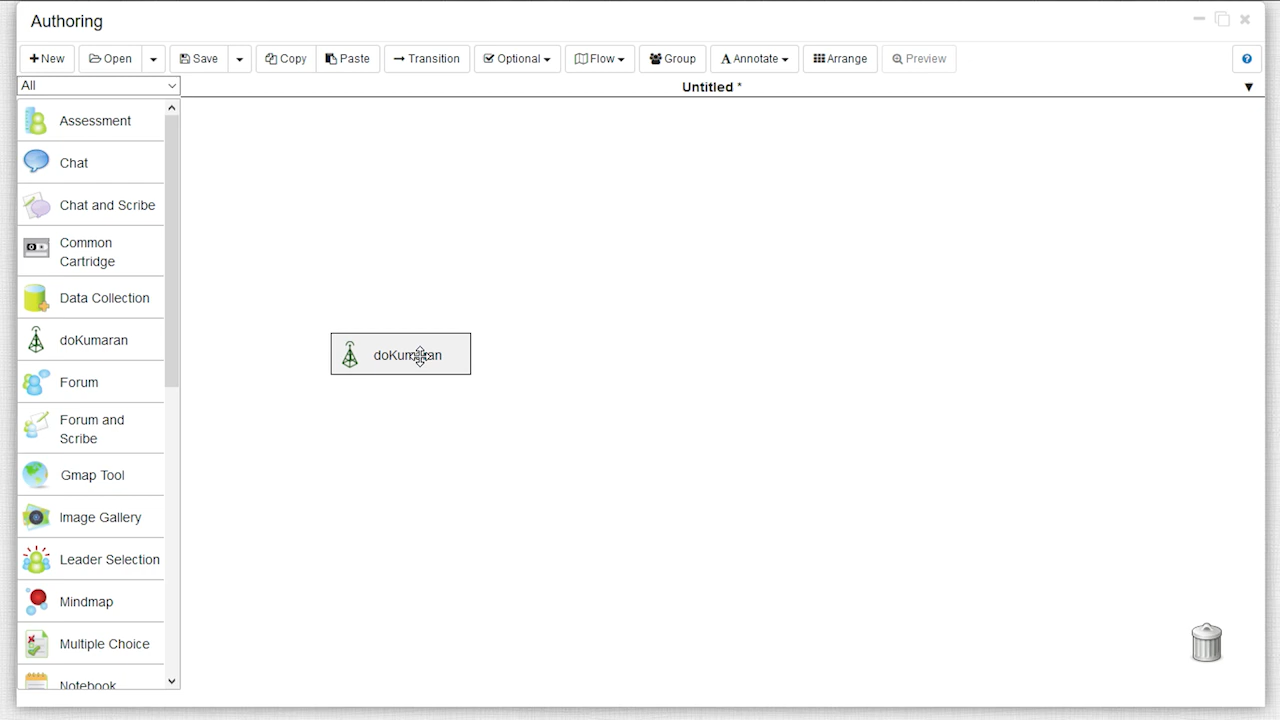 Authoring
New Open Save Copy Paste Transition Optional Flow Group Annotate Arrange Preview ?
All
Untitled *
Assessment
Chat
Chat and Scribe
Common
Cartridge
Data Collection
doKumaran
doKumaran
Forum
Forum and
Scribe
Gmap Tool
Image Gallery
Leader Selection
Mindmap
Multiple Choice
Notebook